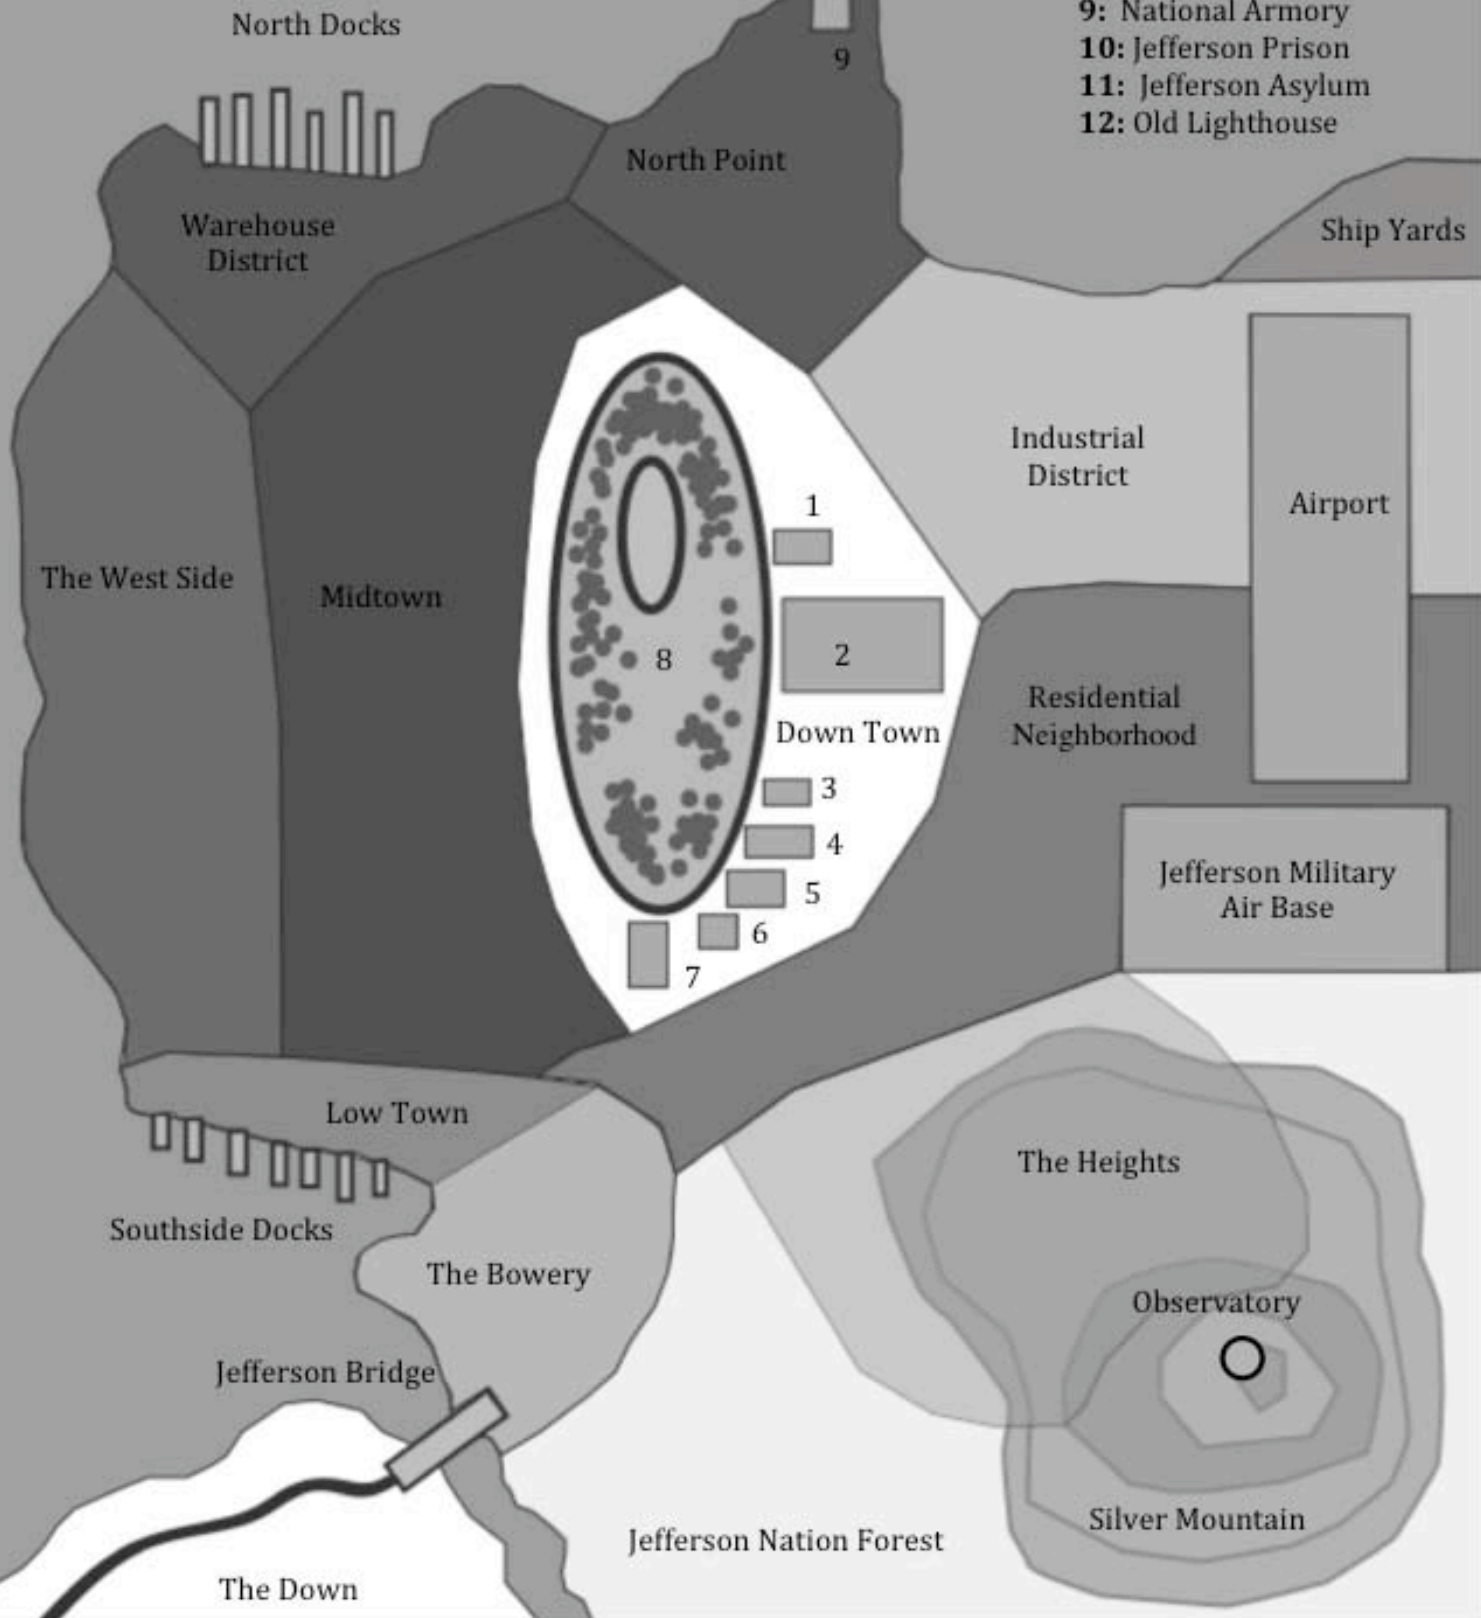 North Docks
9: National Armory
10: Jefferson Prison
11: Jefferson Asylum
12: Old Lighthouse
9
North Point
Warehouse
District
Ship Yards
Industrial
District
Airport
1
The West Side
Midtown
8
2
Residential
Neighborhood
Down Town
3
4
5
6
7
Jefferson Military
Air Base
Low Town
The Heights
Southside Docks
The Bowery
Observatory
Jefferson Bridge
Silver Mountain
Jefferson Nation Forest
The Down